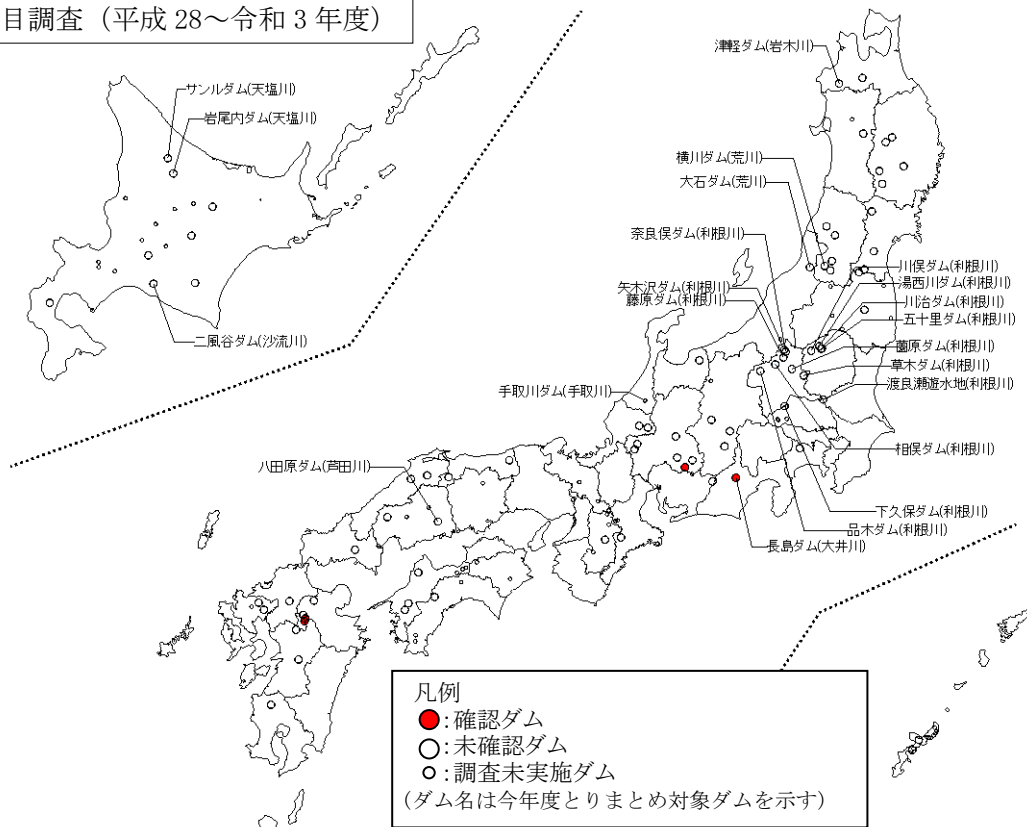 目調査（平成 28～令和 3 年度）
サンルダム(天塩川)
岩尾内ダム(天塩川)
二風谷ダム(沙流川)
津軽ダム(岩木川)
横川ダム(荒川)
大石ダム(荒川)
奈良俣ダム(利根川)
矢木沢ダム(利根川)
藤原ダム(利根川)
川俣ダム(利根川)
湯西川ダム(利根川)
川治ダム(利根川)
五十里ダム(利根川)
薗原ダム(利根川)
草木ダム(利根川)
渡良瀬遊水地(利根川)
手取川ダム(手取川)
相俣ダム(利根川)
八田原ダム(芦田川)
下久保ダム(利根川)
品木ダム(利根川)
長島ダム(大井川)
凡例
：確認ダム
：未確認ダム
：調査未実施ダム
(ダム名は今年度とりまとめ対象ダムを示す)